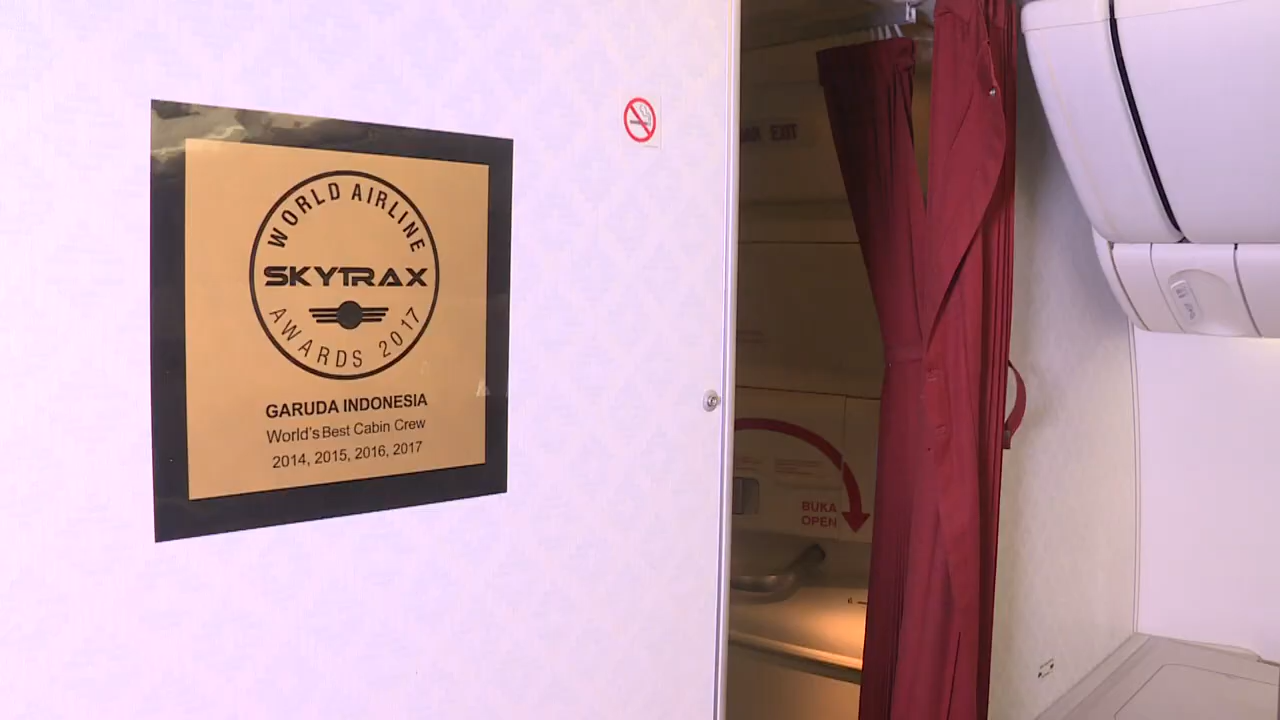 WORLD AIRLINE
SKYTRAX
AWARDS 2017
GARUDA INDONESIA
World's Best Cabin Crew
2014, 2015, 2016, 2017
EXIT
BUKA
OPEN